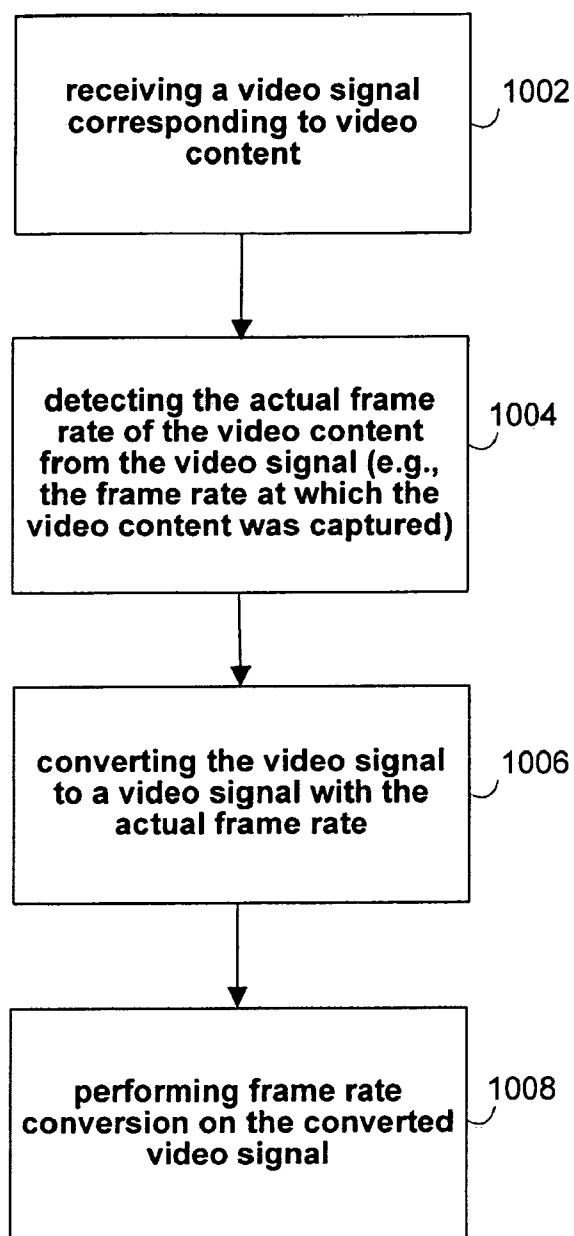 receiving a video signal
corresponding to video
content
1002
detecting the actual frame
rate of the video content
from the video signal (e.g.,
the frame rate at which the
video content was captured)
1004
converting the video signal
to a video signal with the
actual frame rate
1006
performing frame rate
conversion on the converted
video signal
1008